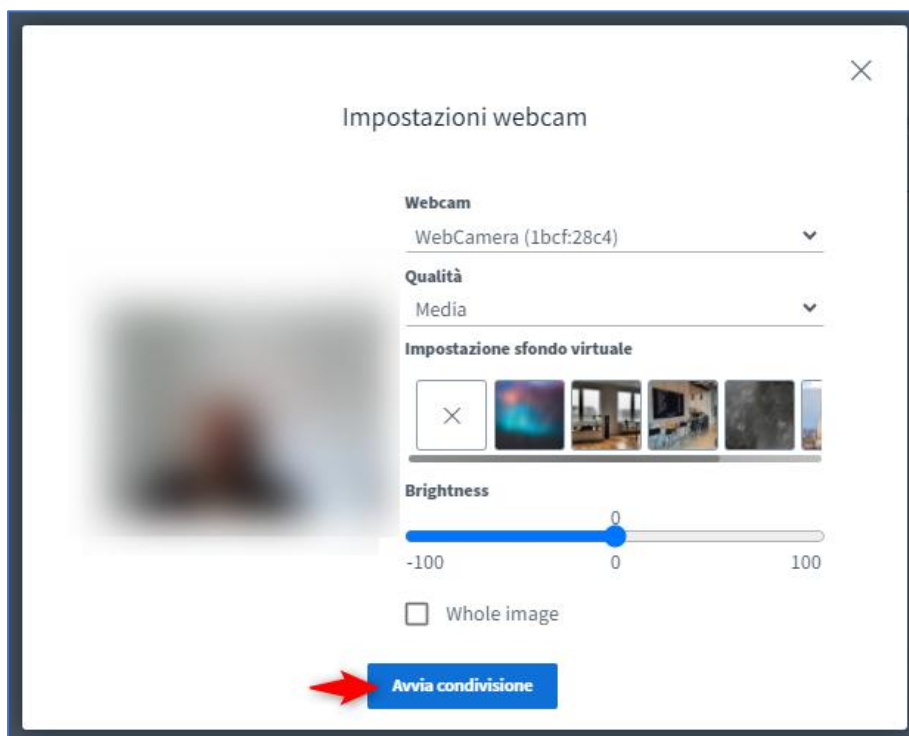 Impostazioni webcam
Webcam
WebCamera (1bcf:28c4)
Qualità
Media
Impostazione sfondo virtuale
Brightness
0
-100 0 100
Whole image
Avvia condivisione